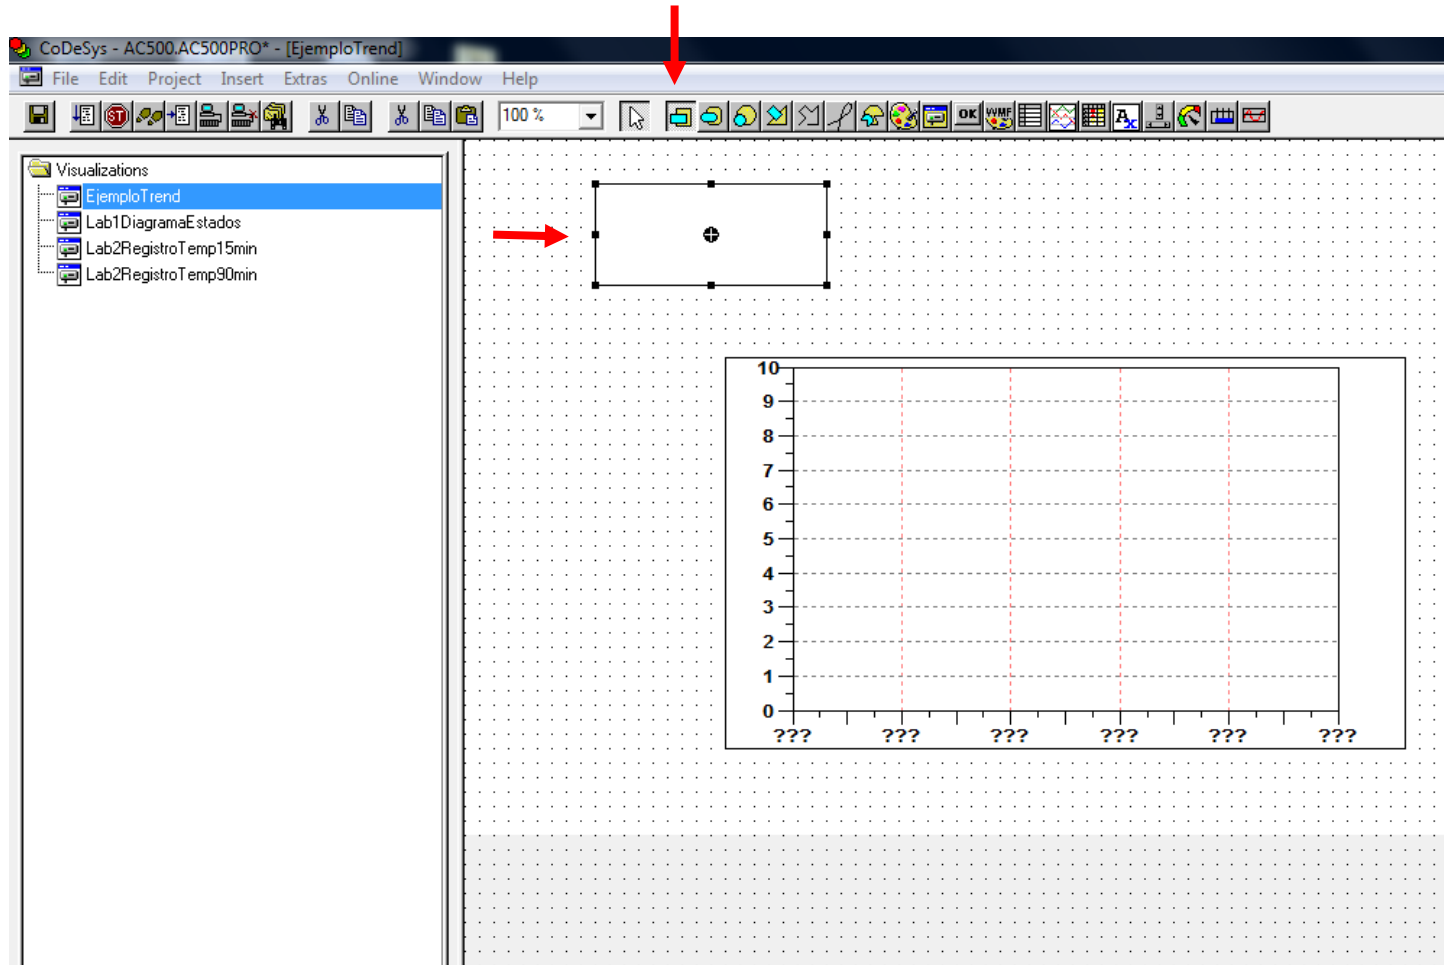 CoDeSys - AC500.AC500PRO* - [EjemploTrend]
File Edit Project Insert Extras Online Window Help
ST 100 % OK WMF A x
Visualizations
EjemploTrend
Lab1DiagramaEstados
Lab2RegistroTemp15min
Lab2RegistroTemp90min
10
9
8
7
6
5
4
3
2
1
0
??? ??? ??? ??? ??? ???